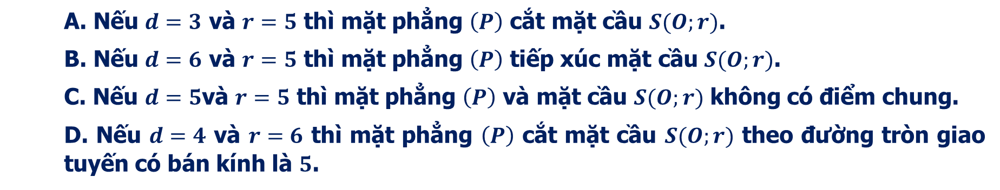 A. Nếu d = 3 và r = 5 thì mặt phẳng (P) cắt mặt cầu S(O; r).
B. Nếu d = 6 và r = 5 thì mặt phẳng (P) tiếp xúc mặt cầu S(O; r).
C. Nếu d = 5và r = 5 thì mặt phẳng (P) và mặt cầu S(O; r) không có điểm chung.
D. Nếu d = 4 và r = 6 thì mặt phẳng (P) cắt mặt cầu S(O; r) theo đường tròn giao
tuyến có bán kính là 5.